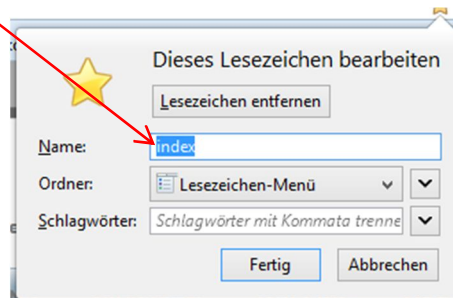 Dieses Lesezeichen bearbeiten
Lesezeichen entfernen
Name: index
Ordner: Lesezeichen-Menü
Schlagwörter: Schlagwörter mit Kommata trenne
Fertig Abbrechen